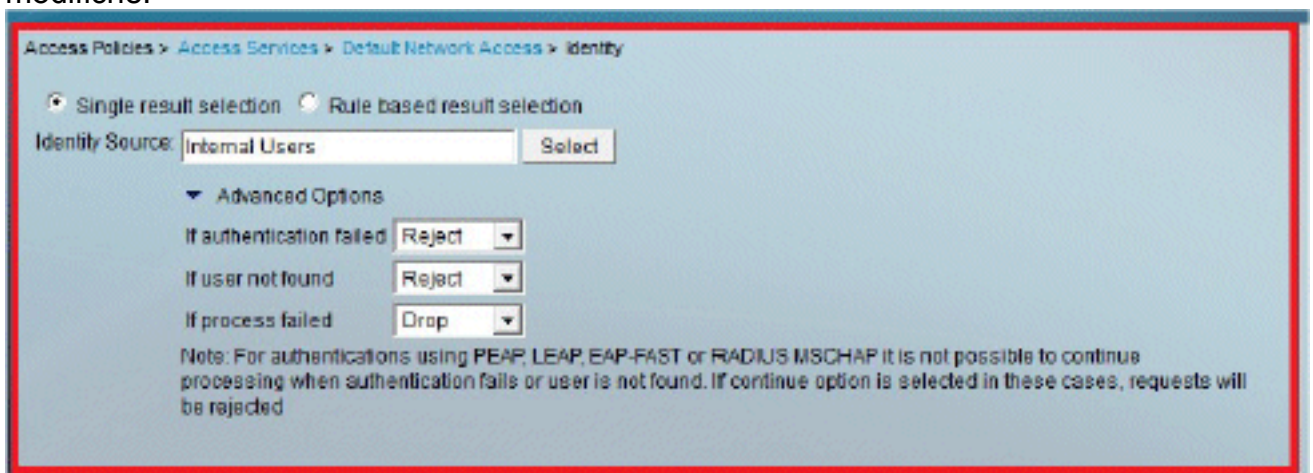 modifiche.
Access Policies > Access Services > Default Network Access > Identity
Single result selection Rule based result selection
Identity Source: Internal Users Select
Advanced Options
If authentication failed Reject
If user not found Reject
If process failed Drop
Note: For authentications using PEAP, LEAP, EAP-FAST or RADIUS MSCHAP it is not possible to continue
processing when authentication fails or user is not found. If continue option is selected in these cases, requests will
be rejected